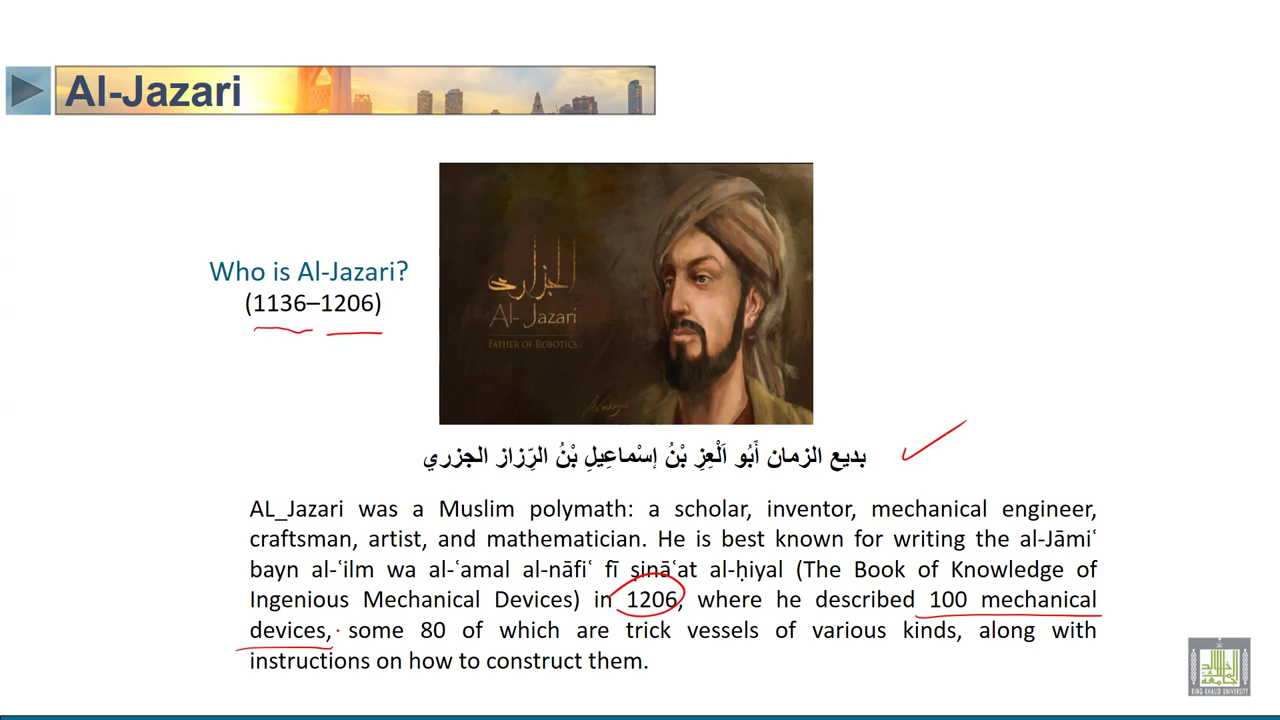 Al-Jazari
Who is Al-Jazari?
(1136–1206)
الجزاري
Al- Jazari
FATHER OF ROBOTICS
بديع الزمان أَبُو اَلْعِزِ بْنُ إسْماعِيلِ بْنُ الرِّزاز الجزري
AL_Jazari was a Muslim polymath: a scholar, inventor, mechanical engineer,
craftsman, artist, and mathematician. He is best known for writing the al-Jāmiʿ
bayn al-ʿilm wa al-ʿamal al-nāfiʿ fī ṣināʿat al-ḥiyal (The Book of Knowledge of
Ingenious Mechanical Devices) in 1206, where he described 100 mechanical
devices, some 80 of which are trick vessels of various kinds, along with
instructions on how to construct them.
KING KHALID UNIVERSITY